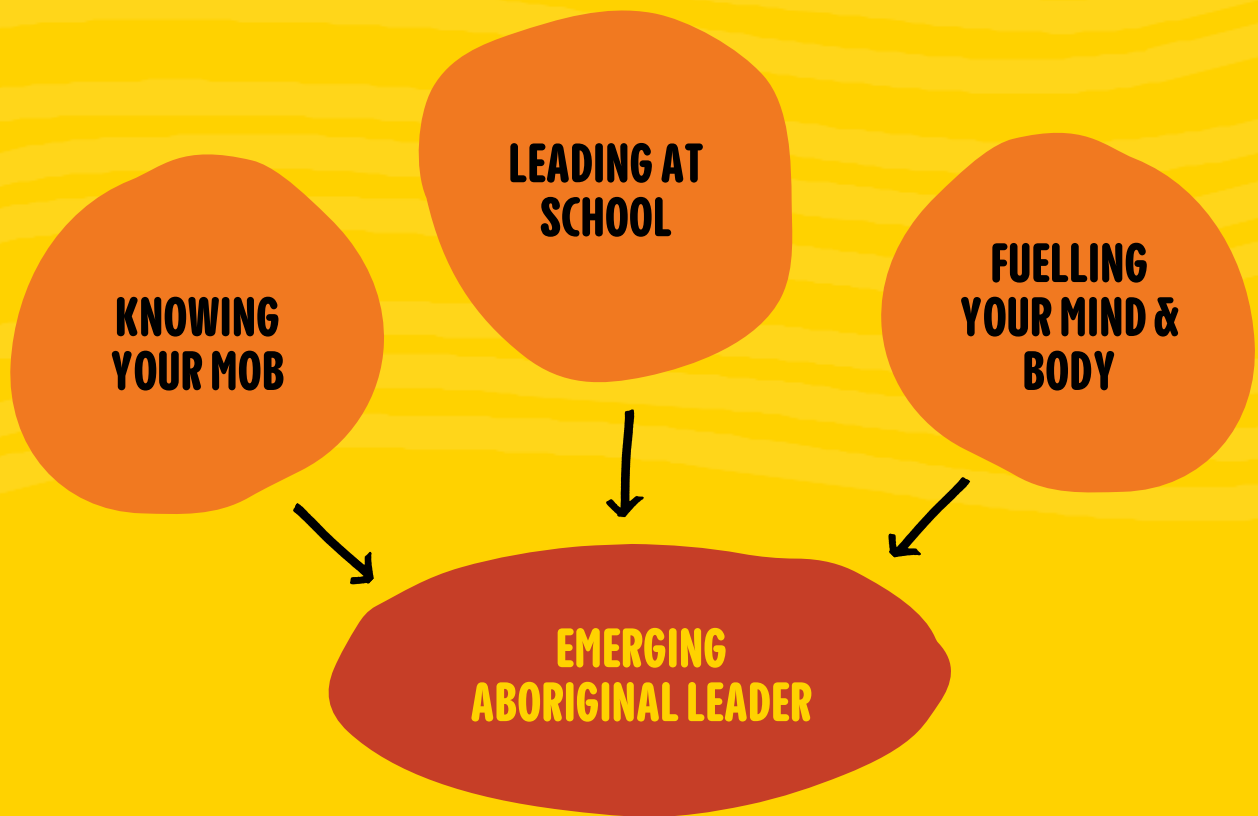 KNOWING
YOUR MOB
LEADING AT
SCHOOL
FUELLING
YOUR MIND &
BODY
EMERGING
ABORIGINAL LEADER